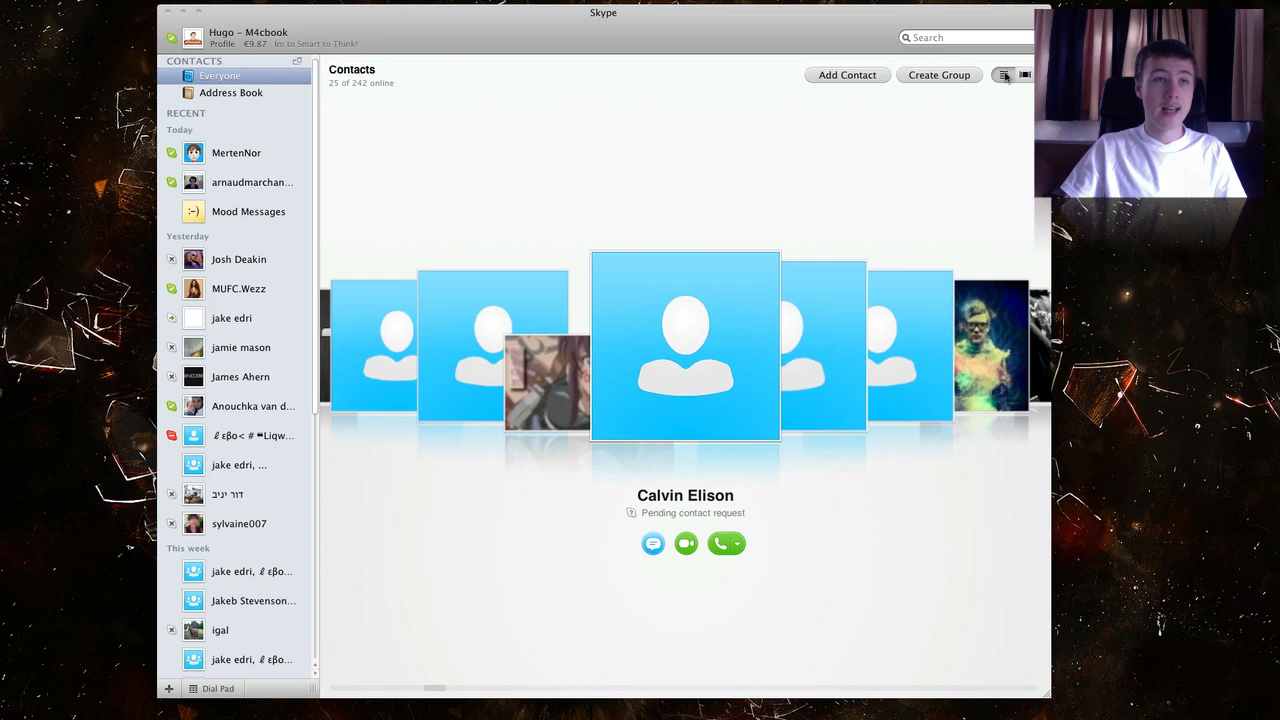 Skype
Hugo - M4cbook
Profile €9.87 Im to Smart to Think!
Search
CONTACTS
Everyone
Address Book
RECENT
Today
MertenNor
arnaudmarchan...
Mood Messages
:-)
Yesterday
Josh Deakin
MUFC.Wezz
jake edri
jamie mason
James Ahern
Anouchka van d...
ℓ εβο< # ❝Liqw...
jake edri, ...
דור יניב
sylvaine007
This week
jake edri, ℓ εβο...
Jakeb Stevenson...
igal
jake edri, ℓ εβο...
Dial Pad
Contacts
25 of 242 online
Add Contact
Create Group
Calvin Elison
Pending contact request